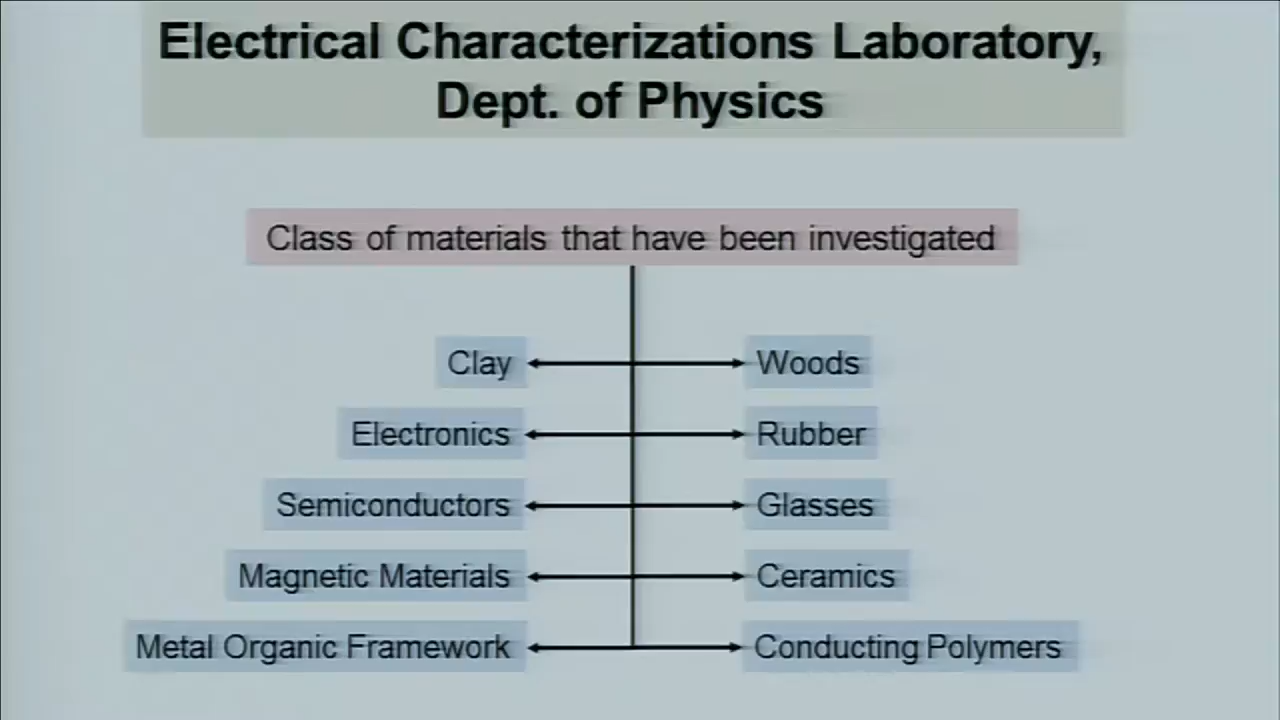 Electrical Characterizations Laboratory,
Dept. of Physics
Class of materials that have been investigated
Clay
Woods
Electronics
Rubber
Semiconductors
Glasses
Magnetic Materials
Ceramics
Metal Organic Framework
Conducting Polymers